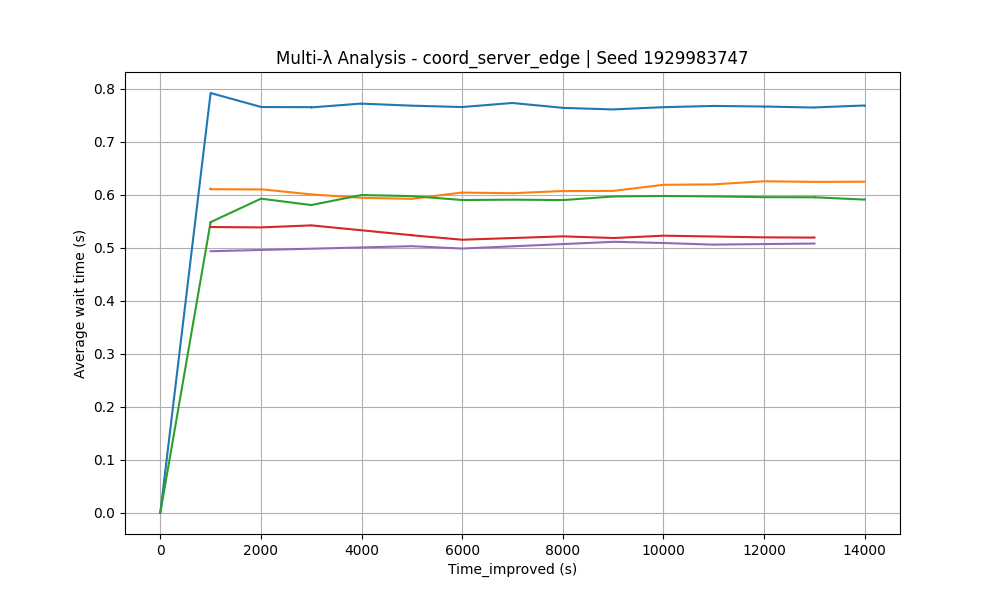 Multi-λ Analysis - coord_server_edge | Seed 1929983747
Average wait time (s)
0.8
0.7
0.6
0.5
0.4
0.3
0.2
0.1
0.0
0 2000 4000 6000 8000 10000 12000 14000
Time_improved (s)